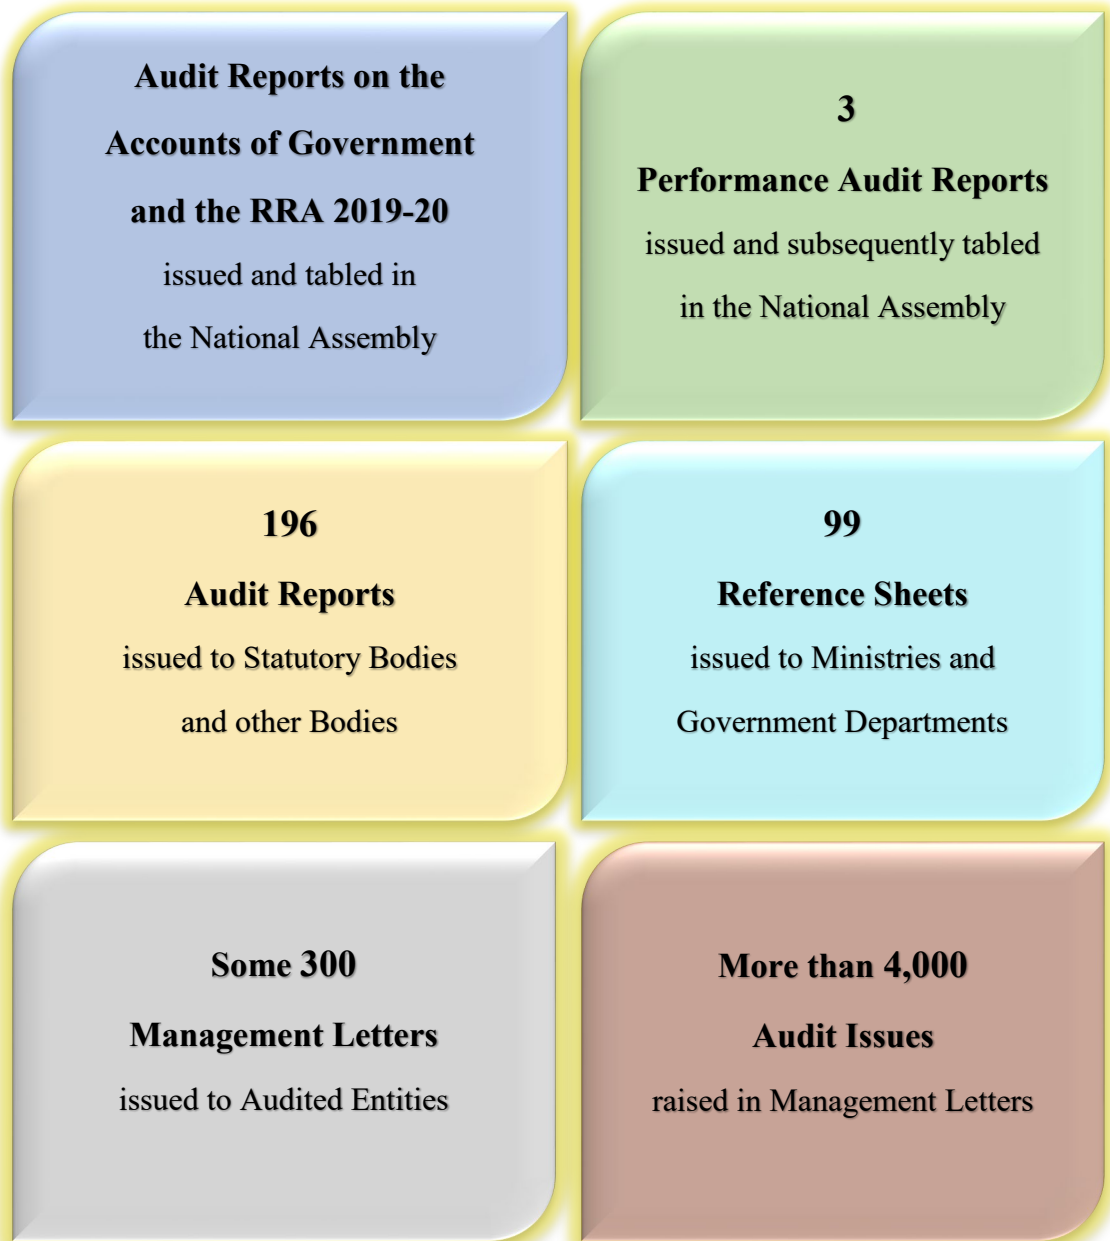 Audit Reports on the
Accounts of Government
and the RRA 2019-20
issued and tabled in
the National Assembly
3
Performance Audit Reports
issued and subsequently tabled
in the National Assembly
196
Audit Reports
issued to Statutory Bodies
and other Bodies
99
Reference Sheets
issued to Ministries and
Government Departments
Some 300
Management Letters
issued to Audited Entities
More than 4,000
Audit Issues
raised in Management Letters